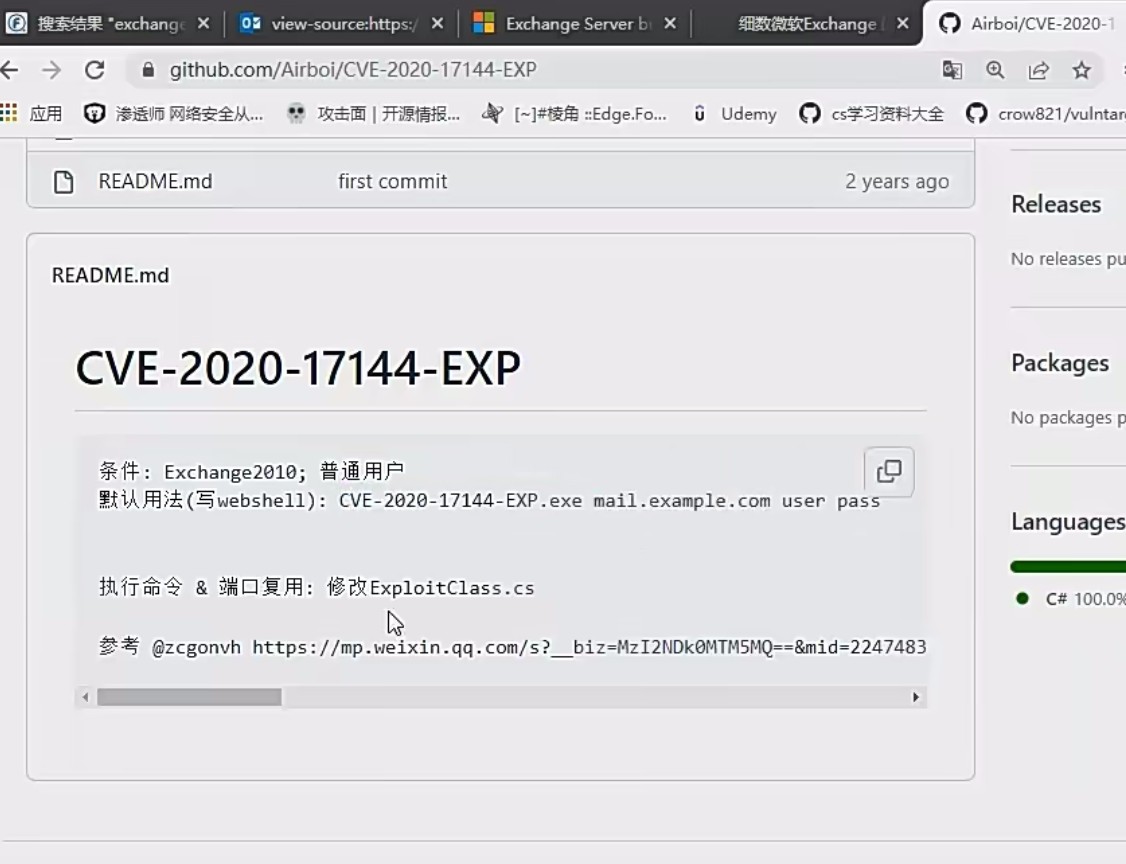 搜索结果 "exchange
view-source:https:/
Exchange Server b
细数微软Exchange
Airboi/CVE-2020-1
github.com/Airboi/CVE-2020-17144-EXP
应用
渗透师 网络安全从...
攻击面 | 开源情报...
[~]#棱角 ::Edge.Fo...
Udemy
cs学习资料大全
crow821/vulntar
README.md first commit 2 years ago
Releases
No releases pu
README.md
CVE-2020-17144-EXP
Packages
No packages p
条件: Exchange2010; 普通用户
默认用法(写webshell): CVE-2020-17144-EXP.exe mail.example.com user pass
执行命令 & 端口复用: 修改ExploitClass.cs
参考 @zcgonvh https://mp.weixin.qq.com/s?__biz=MzI2NDk0MTM5MQ==&mid=2247483
Languages
C# 100.0%